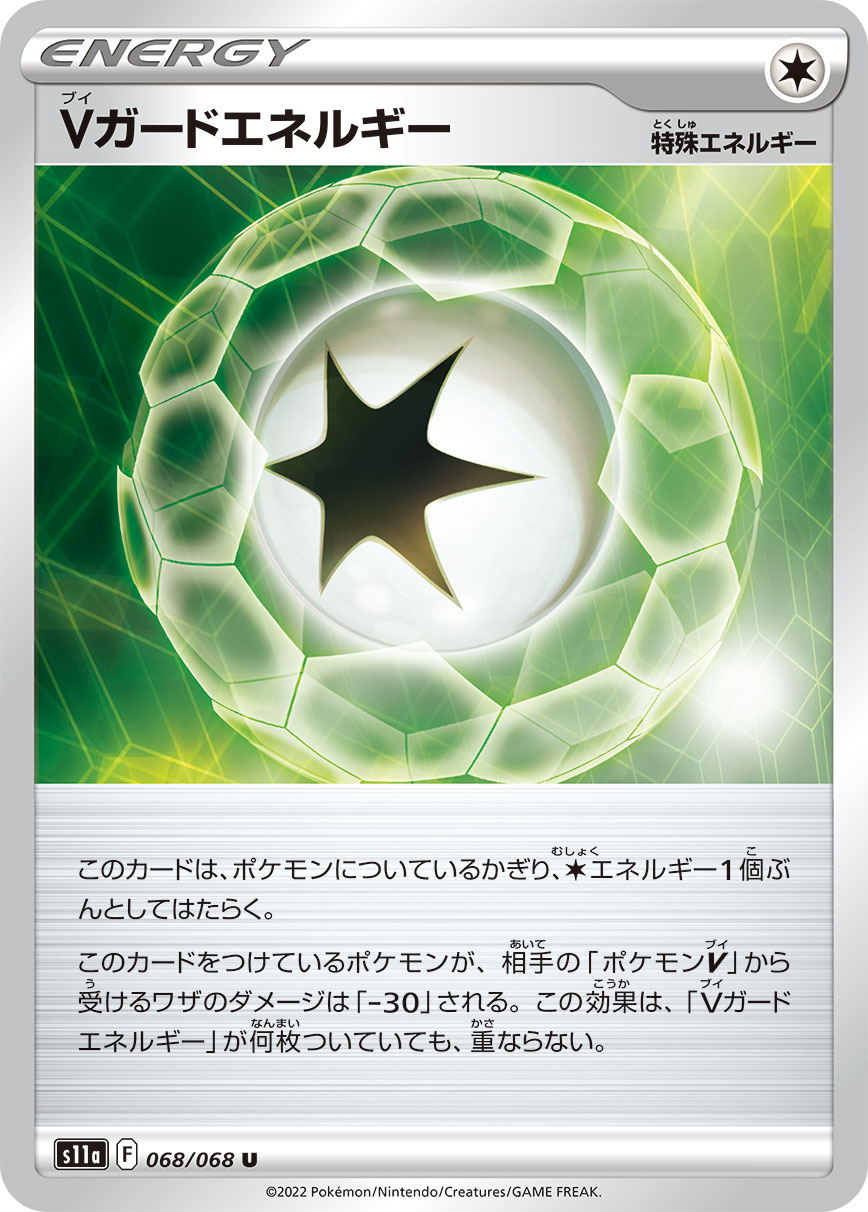 ENERGY
ブイ
Vガードエネルギー
とくしゅ
特殊エネルギー
むしょく こ
このカードは、ポケモンについているかぎり、エネルギー1個ぶ
んとしてはたらく。
あいて ブイ
このカードをつけているポケモンが、相手の「ポケモンV」から
う こうか ブイ
受けるワザのダメージは「-30」される。この効果は、「Vガード
なんまい かさ
エネルギー」が何枚ついていても、重ならない。
s11a F 068/068 U
©2022 Pokémon/Nintendo/Creatures/GAME FREAK.